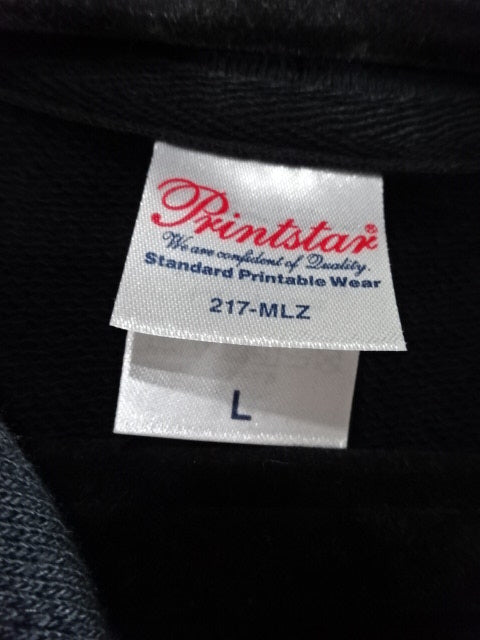 Printstar®
We are confident of Quality.
Standard Printable Wear
217-MLZ
L